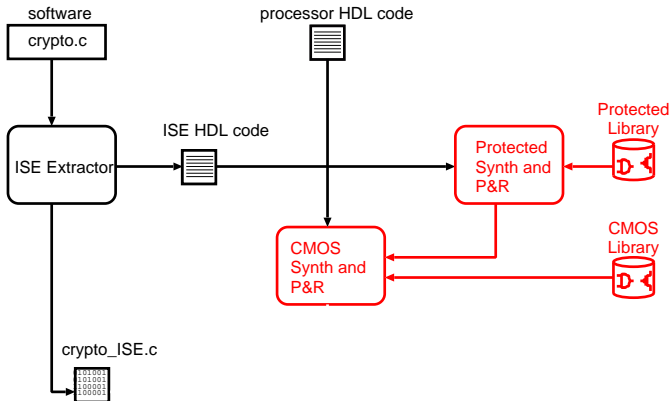 software
processor HDL code
crypto.c
ISE HDL code
Protected
Library
ISE Extractor
Protected
Synth and
P&R
CMOS
Library
CMOS
Synth and
P&R
crypto_ISE.c
101001
101001
100001
100001